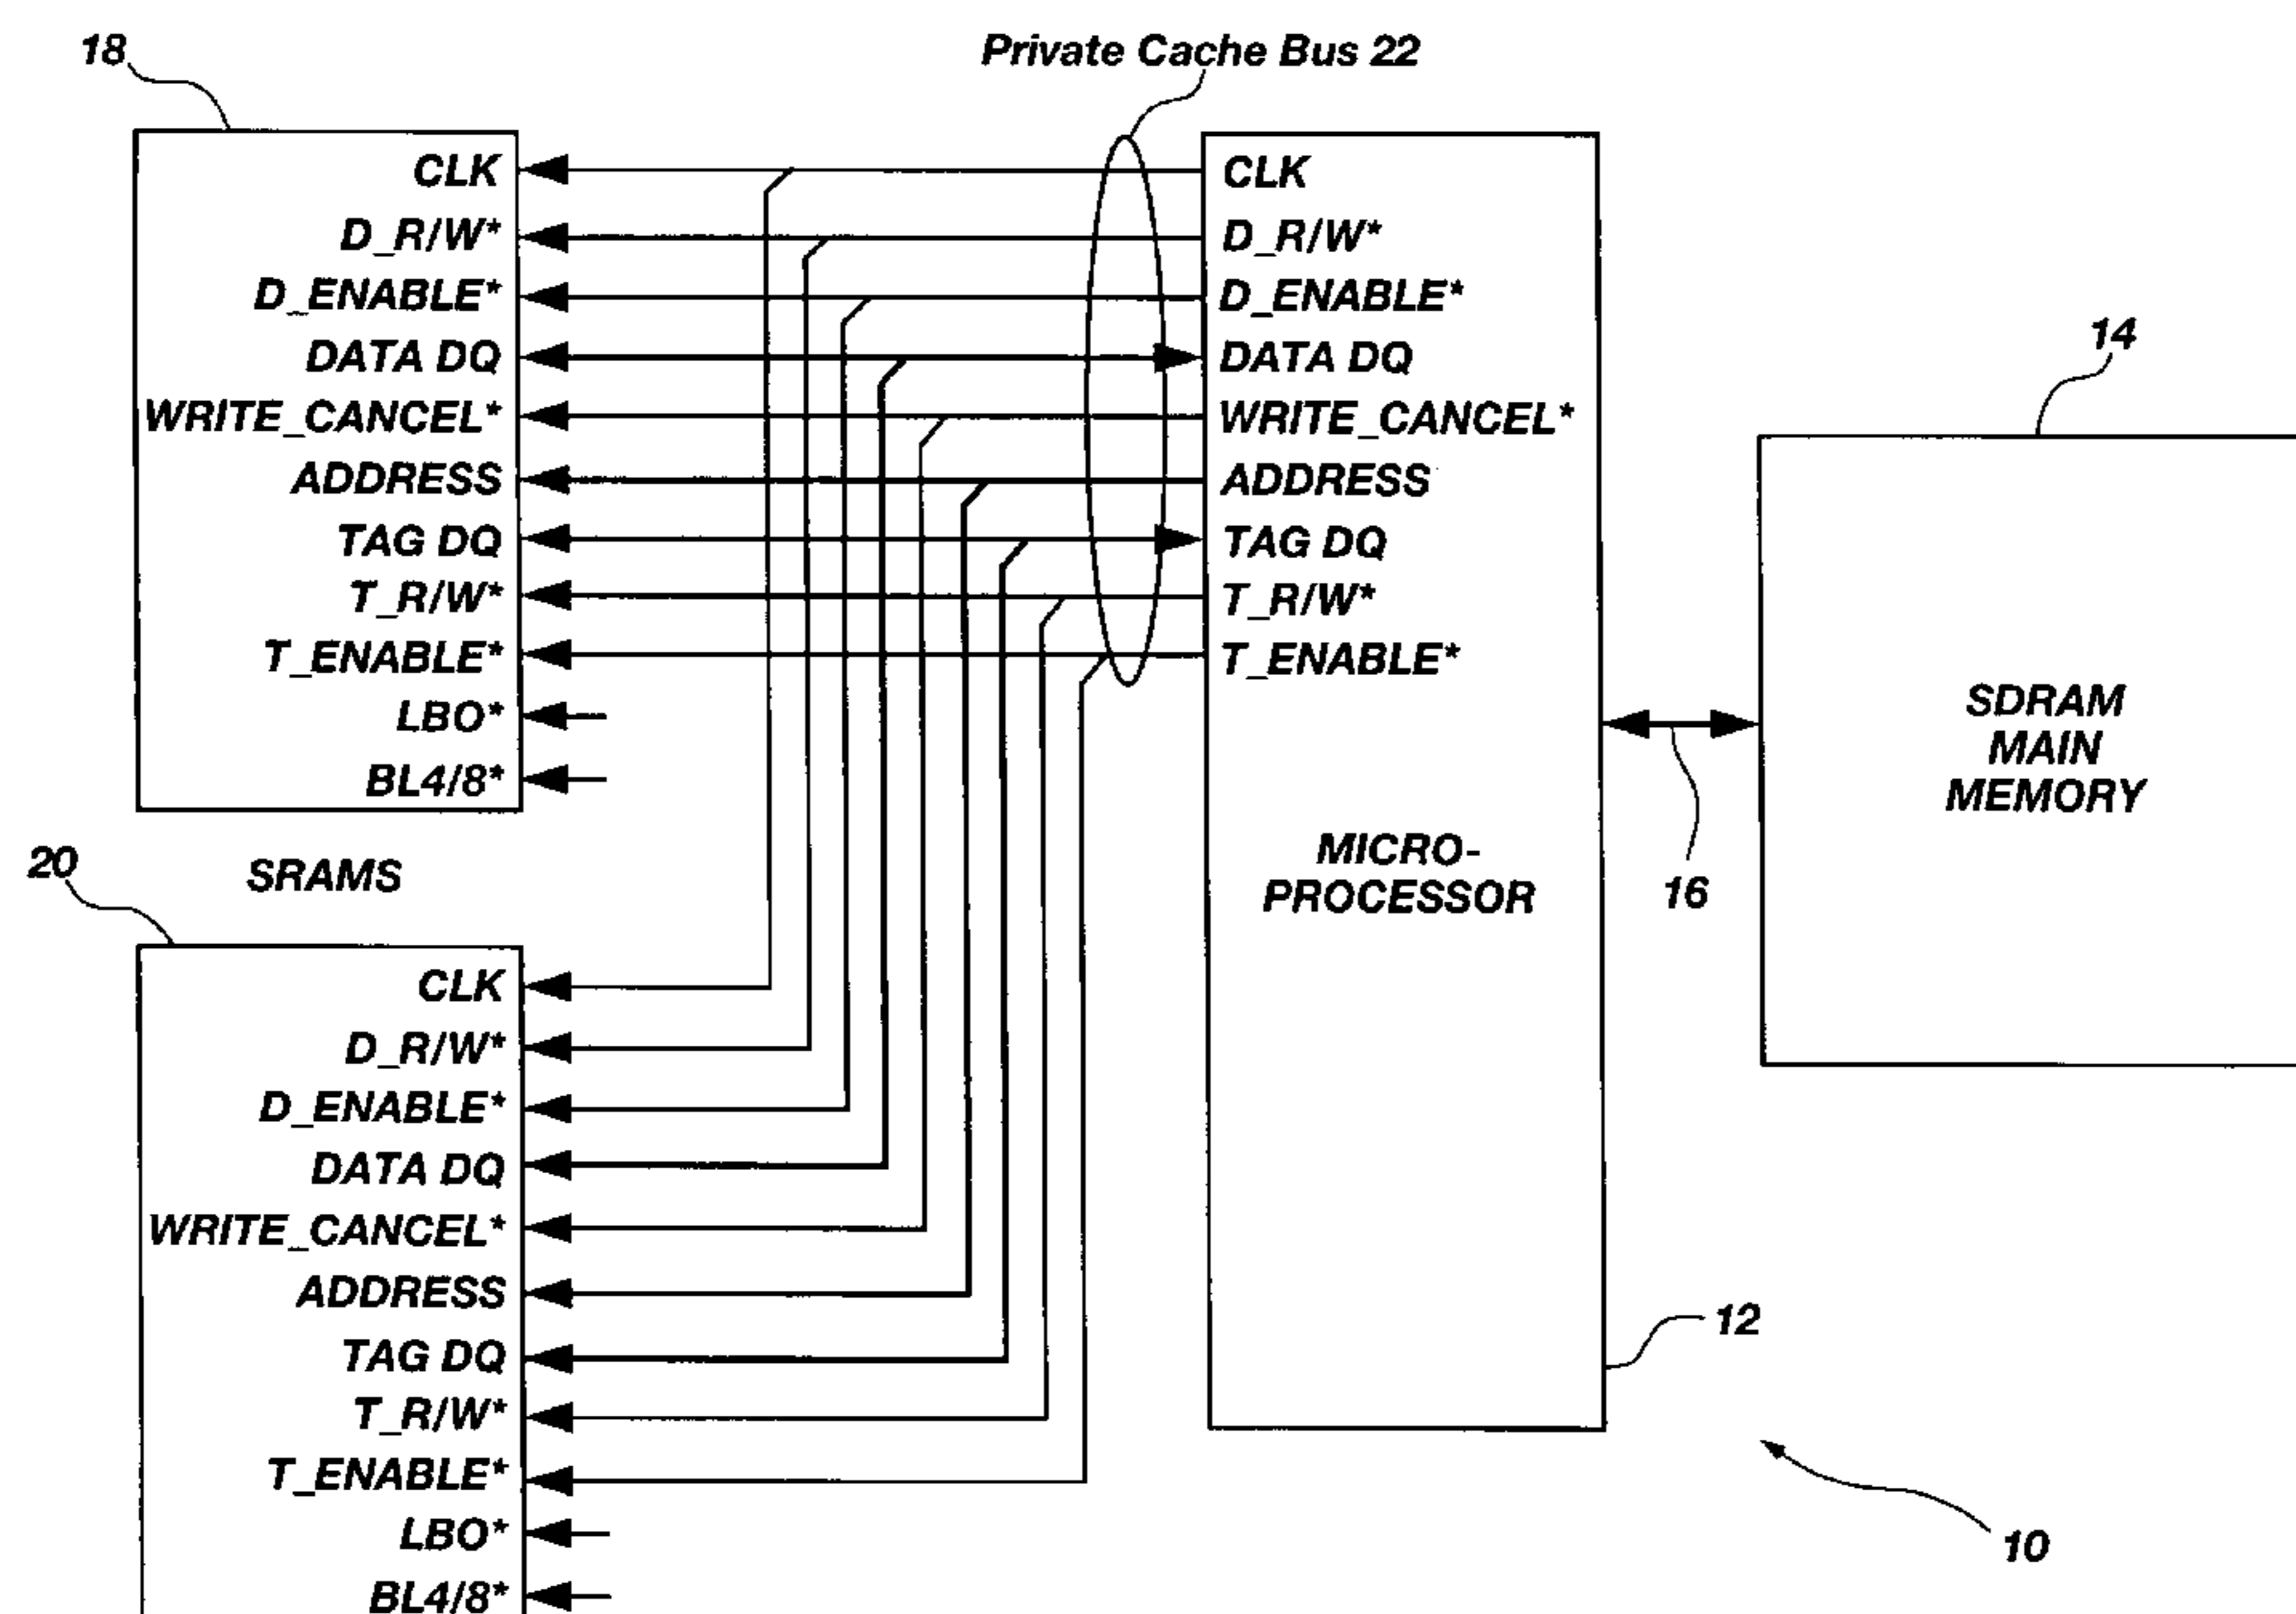 18
Private Cache Bus 22
CLK
D_R/W*
D_ENABLE*
DATA DQ
WRITE_CANCEL*
ADDRESS
TAG DQ
T_R/W*
T_ENABLE*
LBO*
BL4/8*
CLK
D_R/W*
D_ENABLE*
DATA DQ
WRITE_CANCEL*
ADDRESS
TAG DQ
T_R/W*
T_ENABLE*
MICRO-
PROCESSOR
14
SDRAM
MAIN
MEMORY
16
20
SRAMS
CLK
D_R/W*
D_ENABLE*
DATA DQ
WRITE_CANCEL*
ADDRESS
TAG DQ
T_R/W*
T_ENABLE*
LBO*
BL4/8*
12
10